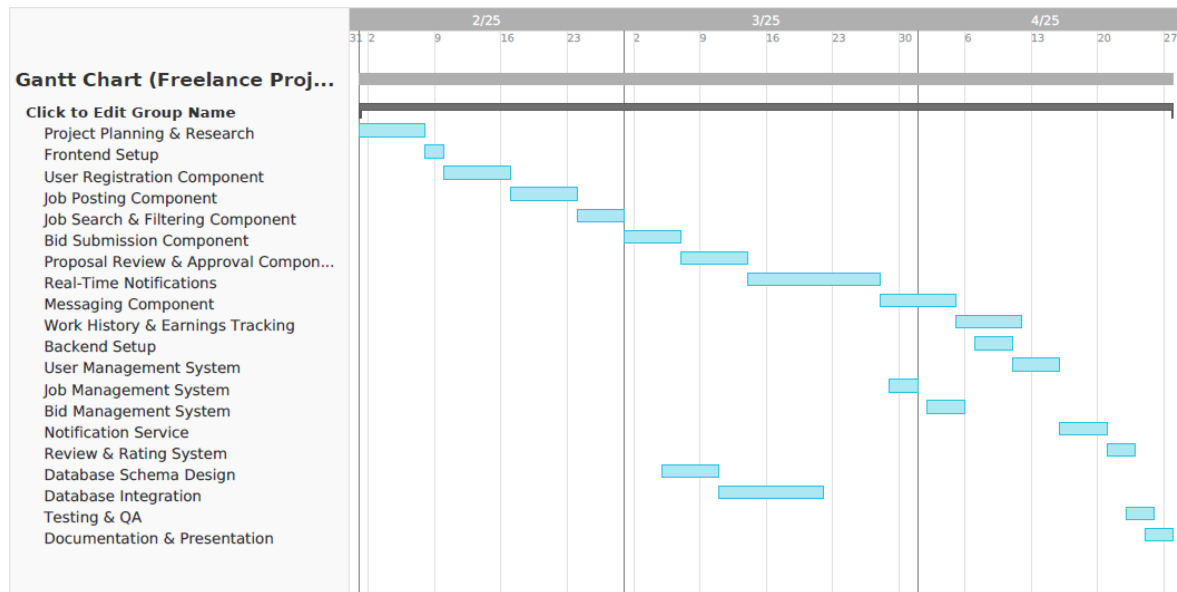 2/25 3/25 4/25
31 2 9 16 23 2 9 16 23 30 6 13 20 27
Gantt Chart (Freelance Proj...
Click to Edit Group Name
Project Planning & Research
Frontend Setup
User Registration Component
Job Posting Component
Job Search & Filtering Component
Bid Submission Component
Proposal Review & Approval Compon...
Real-Time Notifications
Messaging Component
Work History & Earnings Tracking
Backend Setup
User Management System
Job Management System
Bid Management System
Notification Service
Review & Rating System
Database Schema Design
Database Integration
Testing & QA
Documentation & Presentation